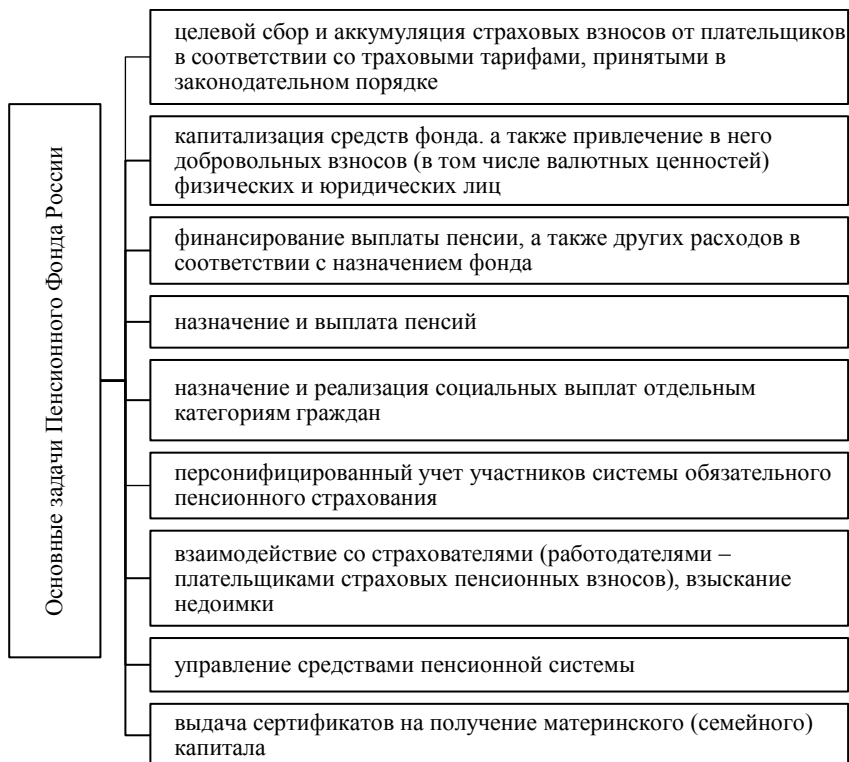 Основные задачи Пенсионного Фонда России
целевой сбор и аккумуляция страховых взносов от плательщиков
в соответствии со траховыми тарифами, принятыми в
законодательном порядке
капитализация средств фонда. а также привлечение в него
добровольных взносов (в том числе валютных ценностей)
физических и юридических лиц
финансирование выплаты пенсии, а также других расходов в
соответствии с назначением фонда
назначение и выплата пенсий
назначение и реализация социальных выплат отдельным
категориям граждан
персонифицированный учет участников системы обязательного
пенсионного страхования
взаимодействие со страхователями (работодателями –
плательщиками страховых пенсионных взносов), взыскание
недоимки
управление средствами пенсионной системы
выдача сертификатов на получение материнского (семейного)
капитала